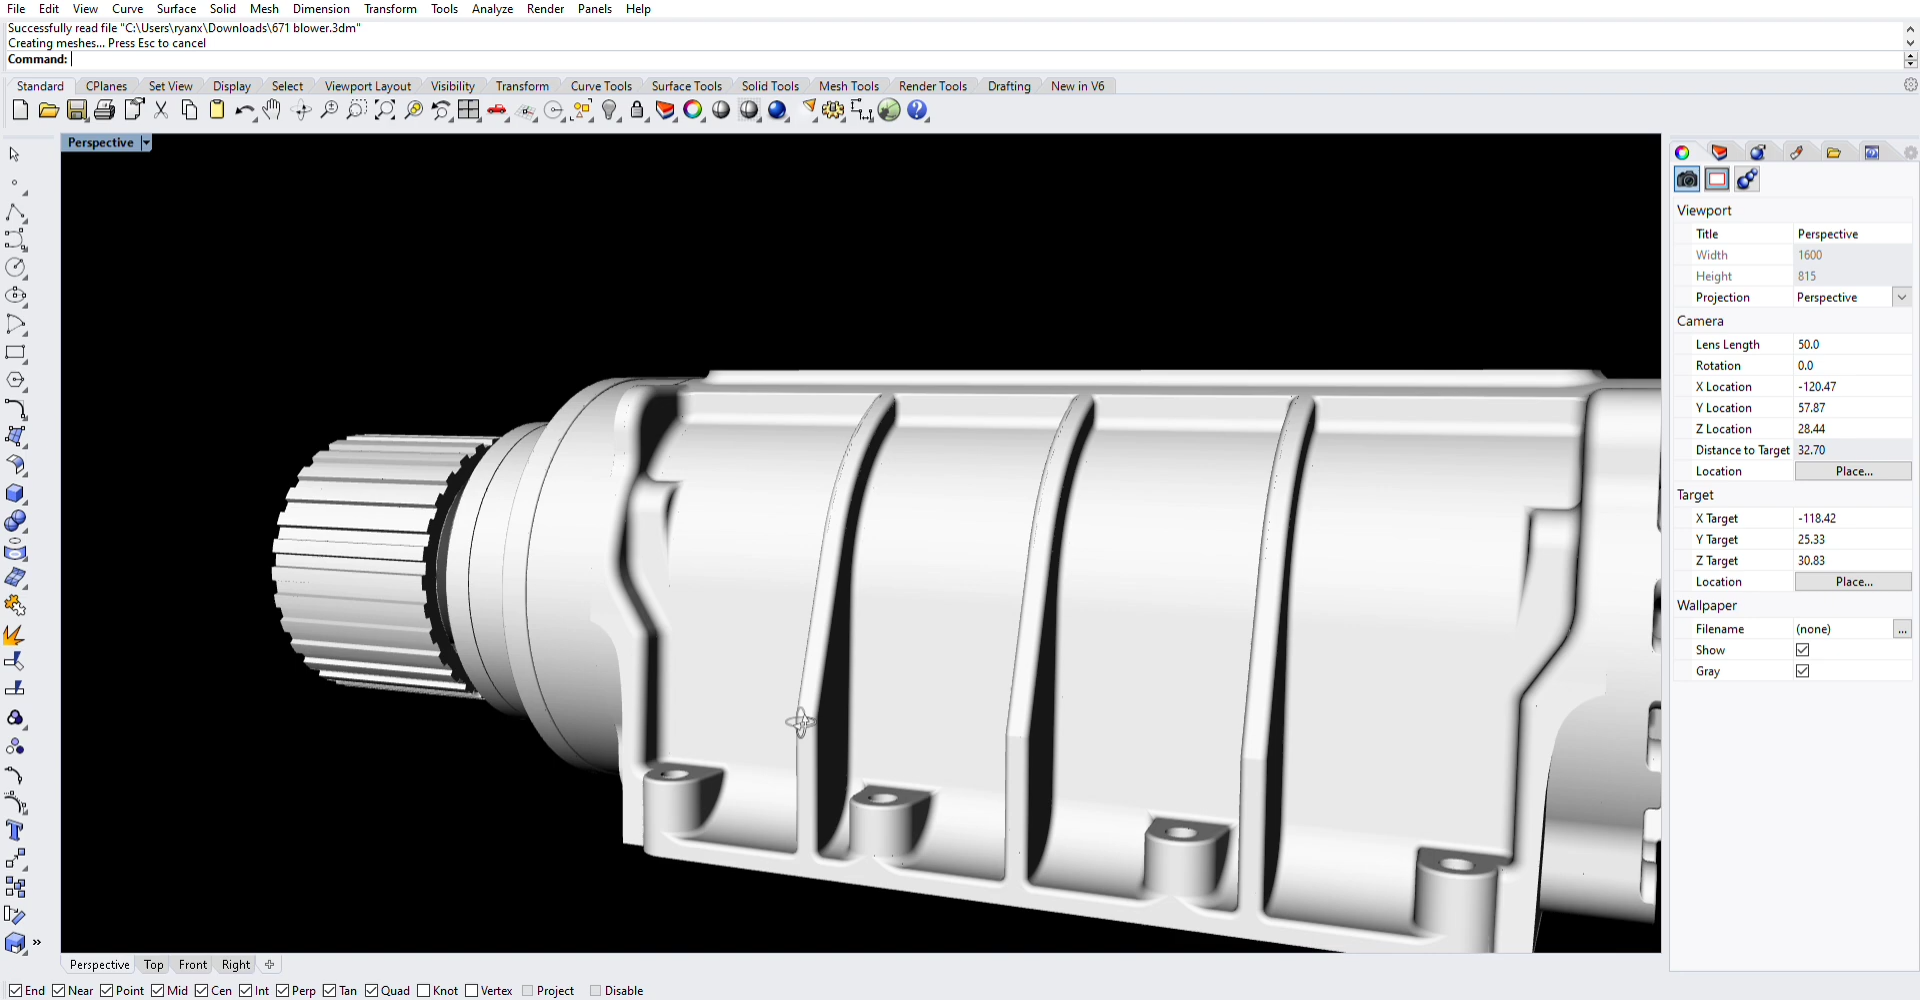 File Edit View Curve Surface Solid Mesh Dimension Transform Tools Analyze Render Panels Help
Successfully read file "C:\Users\ryanx\Downloads\671 blower.3dm"
Creating meshes... Press Esc to cancel
Command:
Standard CPlanes Set View Display Select Viewport Layout Visibility Transform Curve Tools Surface Tools Solid Tools Mesh Tools Render Tools Drafting New in V6
Perspective
Viewport
Title Perspective
Width 1600
Height 815
Projection Perspective
Camera
Lens Length 50.0
Rotation 0.0
X Location -120.47
Y Location 57.87
Z Location 28.44
Distance to Target 32.70
Location Place...
Target
X Target -118.42
Y Target 25.33
Z Target 30.83
Location Place...
Wallpaper
Filename (none) ...
Show
Gray
Perspective Top Front Right
End Near Point Mid Cen Int Perp Tan Quad Knot Vertex Project Disable